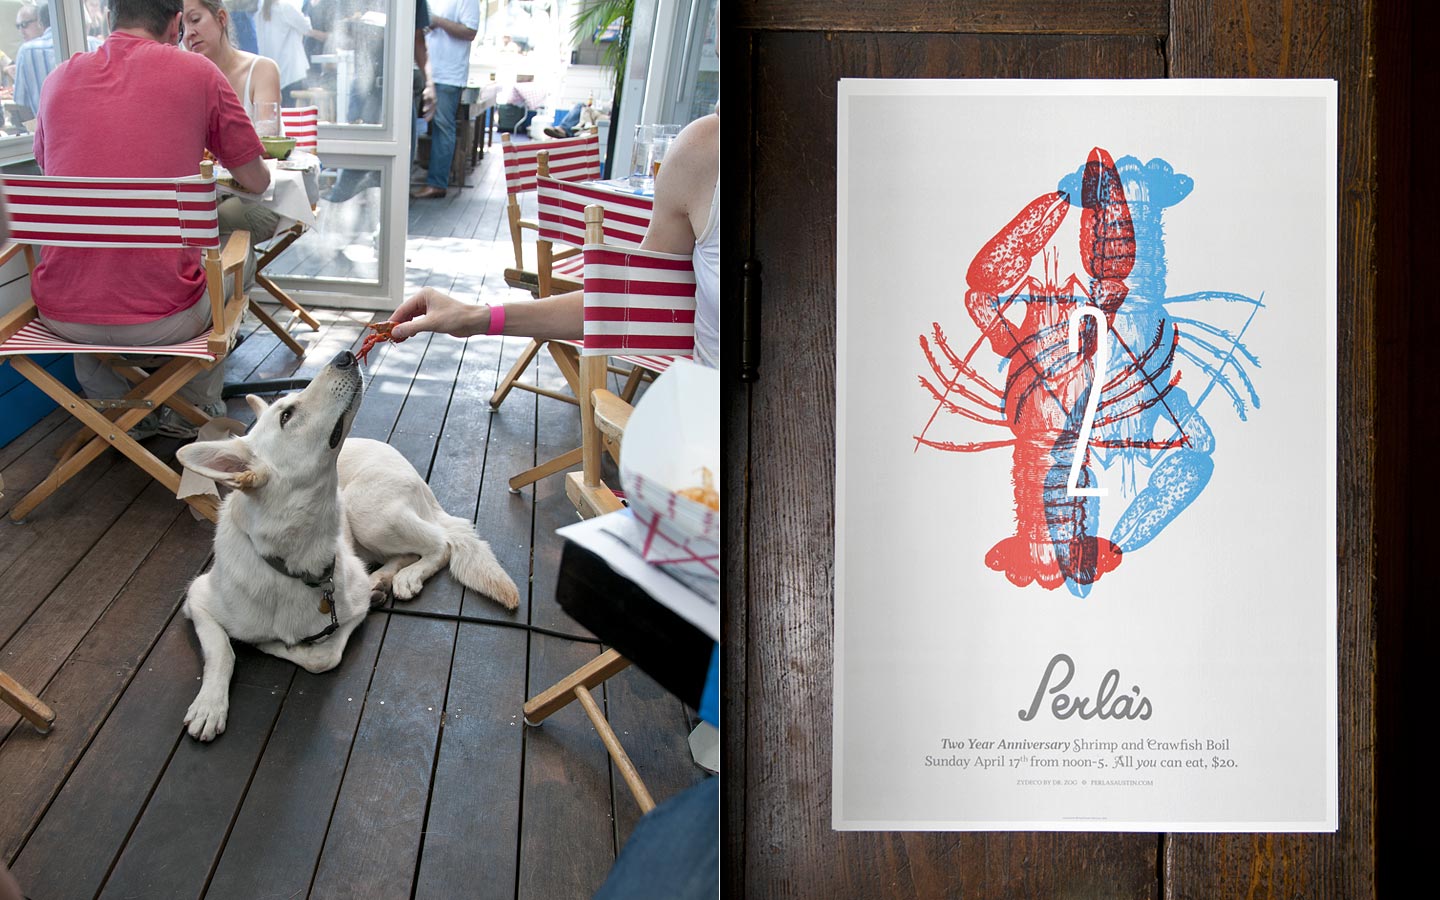 2
Perla's
Two Year Anniversary Shrimp and Crawfish Boil
Sunday April 17th from noon-5. All you can eat, $20.
ZYDECO BY DR. ZOG ❖ PERLASAUSTIN.COM